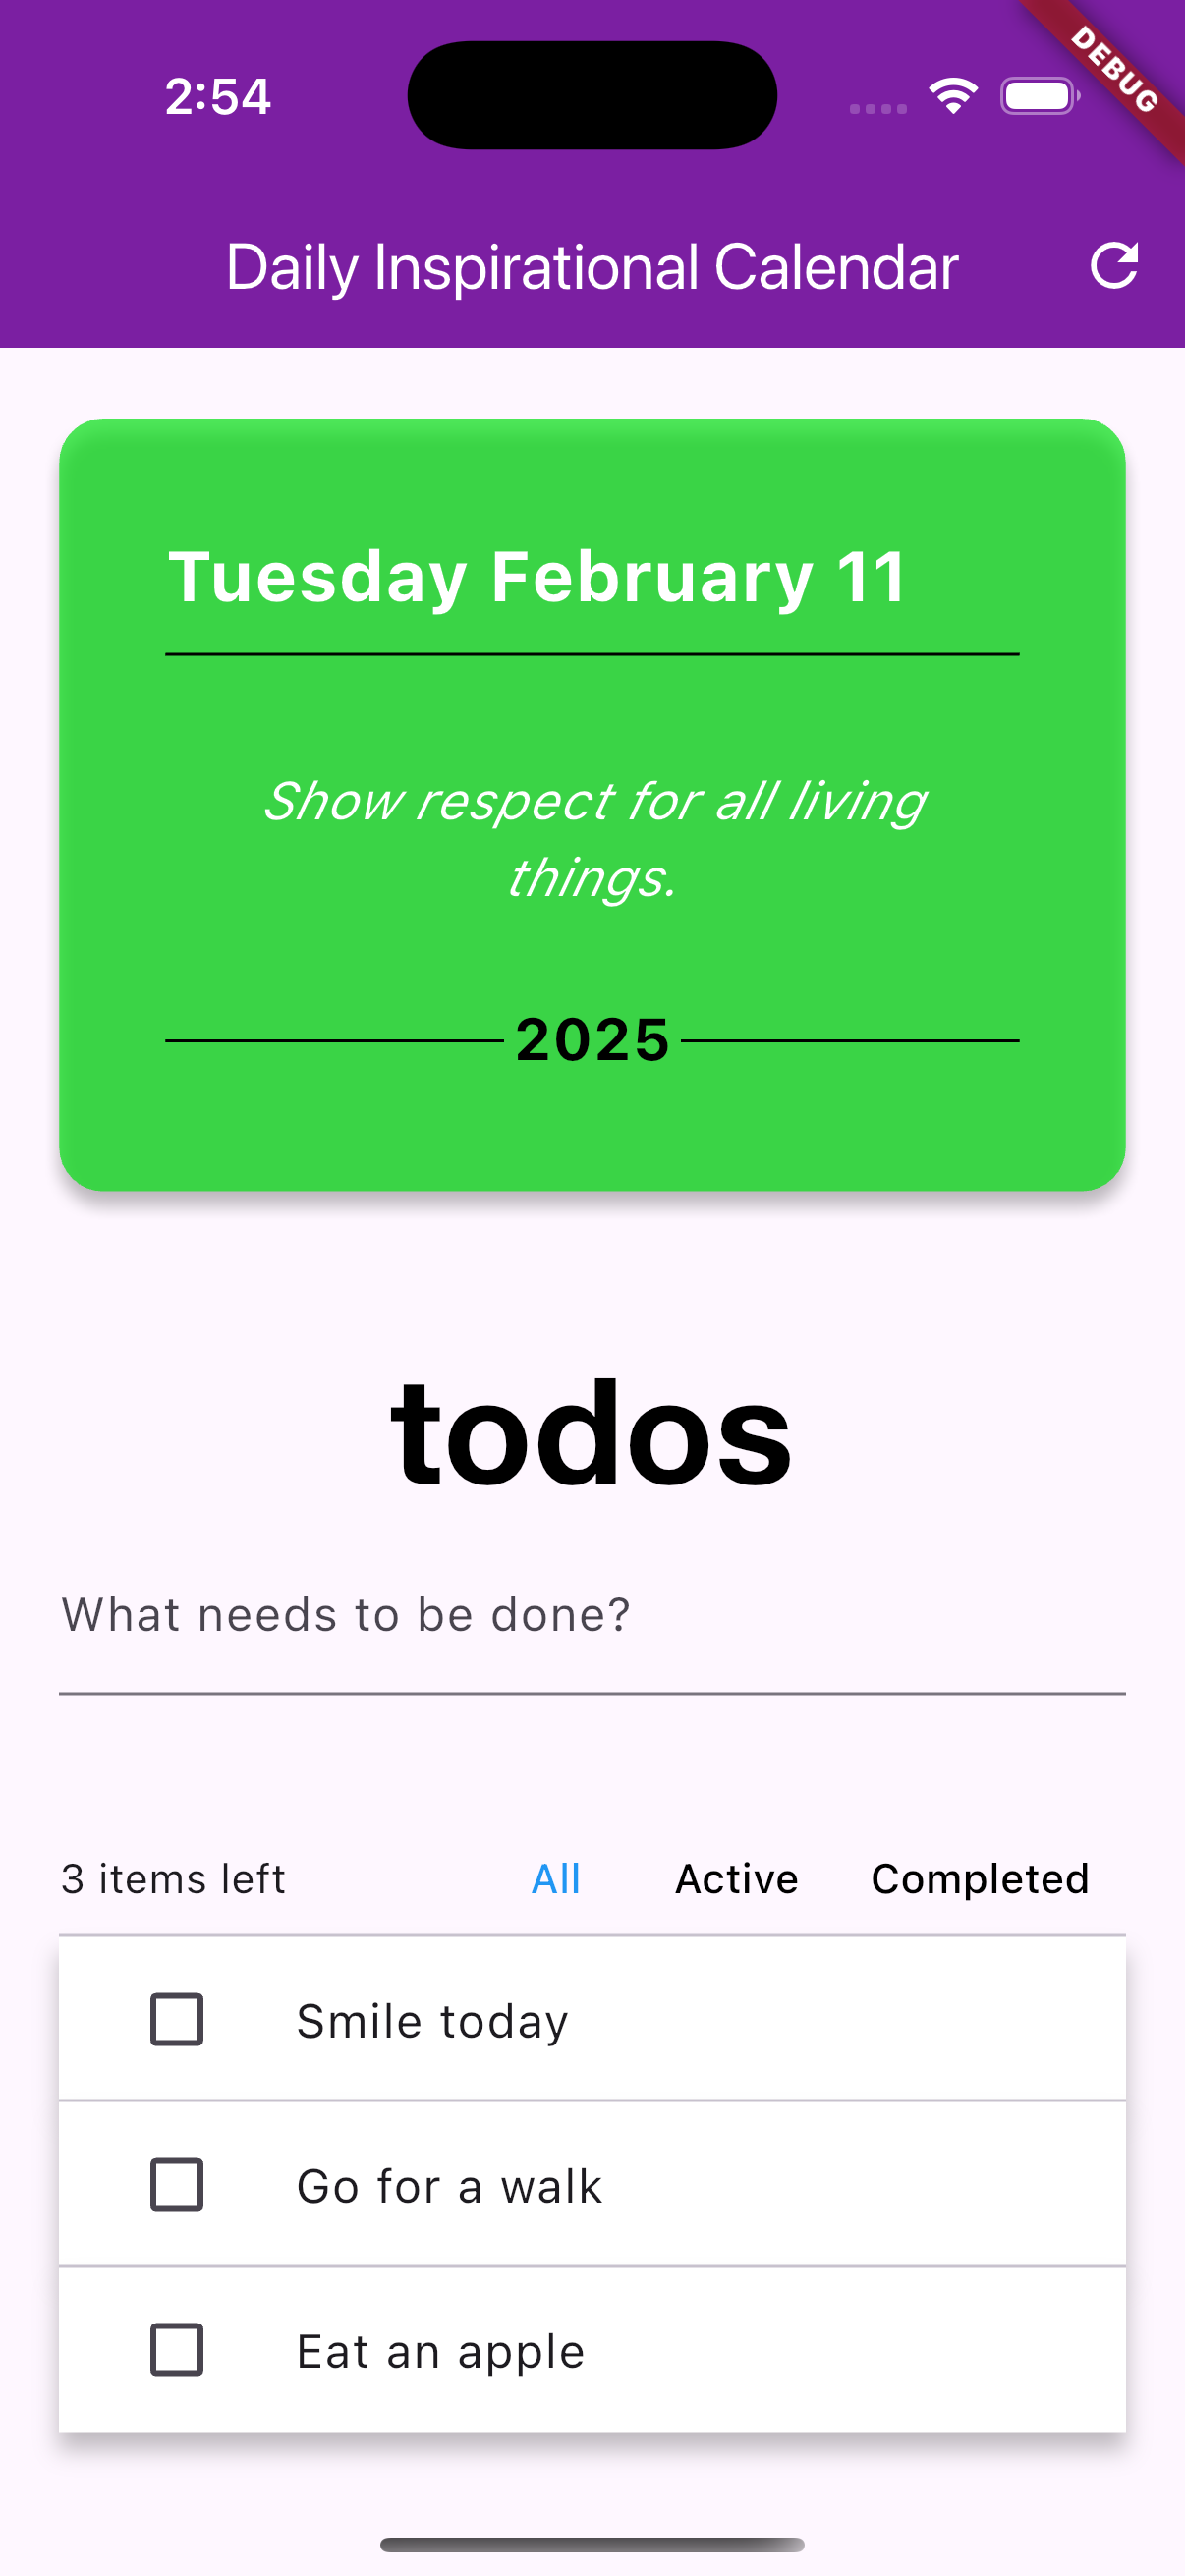 2:54
DEBUG
Daily Inspirational Calendar
Tuesday February 11
Show respect for all living
things.
2025
todos
What needs to be done?
3 items left All Active Completed
Smile today
Go for a walk
Eat an apple